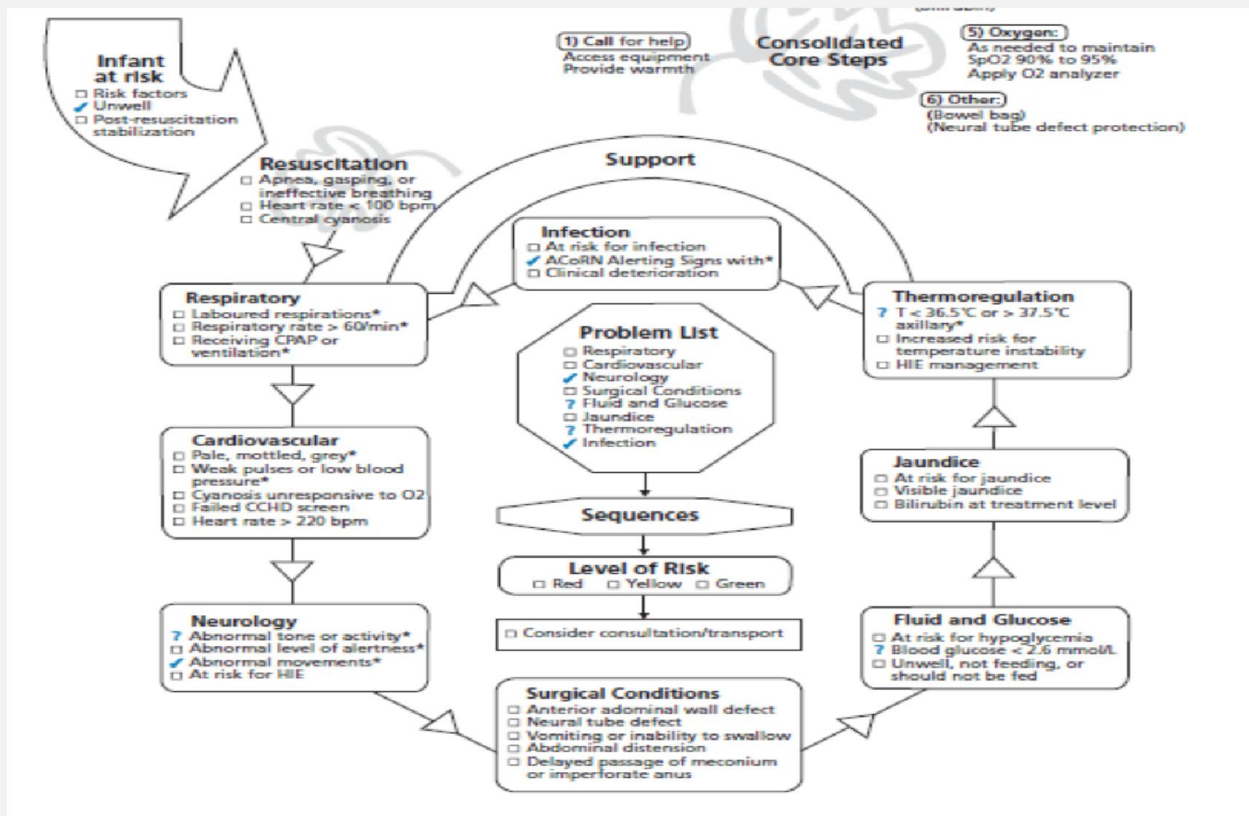 Infant
at risk
□ Risk factors
✓ Unwell
□ Post-resuscitation
stabilization
1) Call for help
Access equipment
Provide warmth
Consolidated
Core Steps
5) Oxygen:
As needed to maintain
SpO2 90% to 95%
Apply O2 analyzer
6) Other:
(Bowel bag)
(Neural tube defect protection)
Resuscitation
□ Apnea, gasping, or
ineffective breathing
□ Heart rate < 100 bpm
□ Central cyanosis
Support
Infection
□ At risk for infection
✓ ACoRN Alerting Signs with*
□ Clinical deterioration
Respiratory
□ Laboured respirations*
□ Respiratory rate > 60/min*
□ Receiving CPAP or
ventilation*
Cardiovascular
□ Pale, mottled, grey*
□ Weak pulses or low blood
pressure*
□ Cyanosis unresponsive to O2
□ Failed CCHD screen
□ Heart rate > 220 bpm
Neurology
? Abnormal tone or activity*
□ Abnormal level of alertness*
✓ Abnormal movements*
□ At risk for HIE
Surgical Conditions
□ Anterior adominal wall defect
□ Neural tube defect
□ Vomiting or inability to swallow
□ Abdominal distension
□ Delayed passage of meconium
or imperforate anus
Fluid and Glucose
□ At risk for hypoglycemia
? Blood glucose < 2.6 mmol/L
□ Unwell, not feeding, or
should not be fed
Jaundice
□ At risk for jaundice
□ Visible jaundice
□ Bilirubin at treatment level
Thermoregulation
? T < 36.5°C or > 37.5°C
axillary*
□ Increased risk for
temperature instability
□ HIE management
Problem List
□ Respiratory
□ Cardiovascular
✓ Neurology
□ Surgical Conditions
? Fluid and Glucose
□ Jaundice
? Thermoregulation
✓ Infection
Sequences
Level of Risk
□ Red □ Yellow □ Green
□ Consider consultation/transport